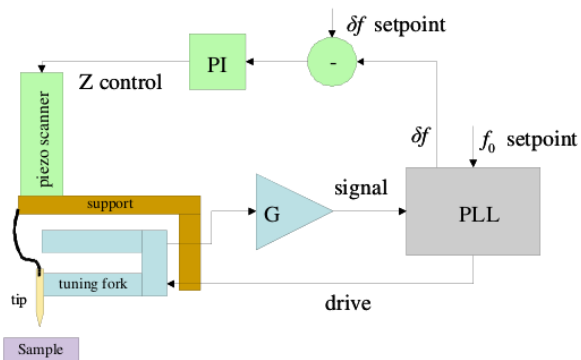 δf setpoint
PI
-
Z control
piezo scanner
δf
f₀ setpoint
support
G
signal
PLL
tuning fork
tip
drive
Sample